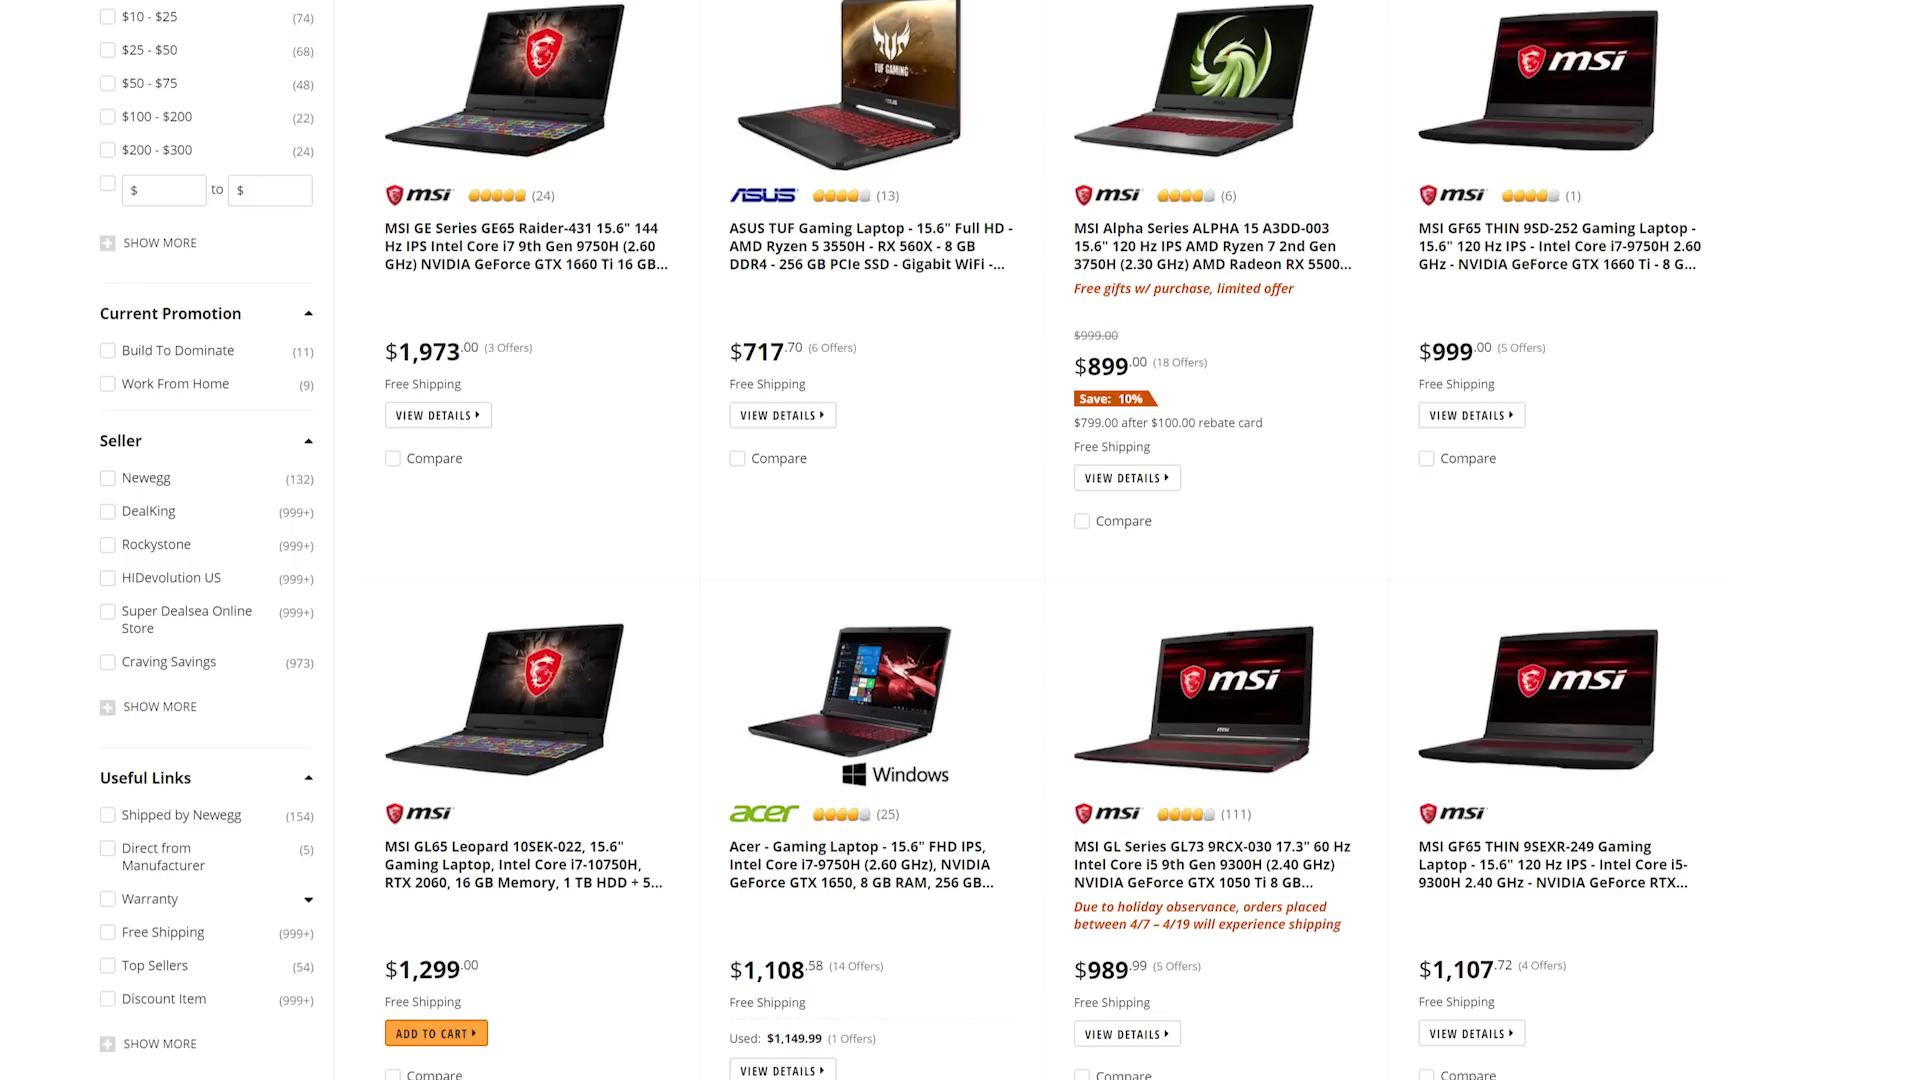 $10 - $25 (74)
$25 - $50 (68)
$50 - $75 (48)
$100 - $200 (22)
$200 - $300 (24)
$ to $
SHOW MORE
Current Promotion
Build To Dominate (11)
Work From Home (9)
Seller
Newegg (132)
DealKing (999+)
Rockystone (999+)
HIDevolution US (999+)
Super Dealsea Online (999+)
Store
Craving Savings (973)
SHOW MORE
Useful Links
Shipped by Newegg (154)
Direct from (5)
Manufacturer
Warranty
Free Shipping (999+)
Top Sellers (54)
Discount Item (999+)
SHOW MORE
msi (24)
MSI GE Series GE65 Raider-431 15.6" 144
Hz IPS Intel Core i7 9th Gen 9750H (2.60
GHz) NVIDIA GeForce GTX 1660 Ti 16 GB...
$1,973.00 (3 Offers)
Free Shipping
VIEW DETAILS
Compare
TUF GAMING
ASUS (13)
ASUS TUF Gaming Laptop - 15.6" Full HD -
AMD Ryzen 5 3550H - RX 560X - 8 GB
DDR4 - 256 GB PCIe SSD - Gigabit WiFi -...
$717.70 (6 Offers)
Free Shipping
VIEW DETAILS
Compare
msi (6)
MSI Alpha Series ALPHA 15 A3DD-003
15.6" 120 Hz IPS AMD Ryzen 7 2nd Gen
3750H (2.30 GHz) AMD Radeon RX 5500...
Free gifts w/ purchase, limited offer
$999.00
$899.00 (18 Offers)
Save: 10%
$799.00 after $100.00 rebate card
Free Shipping
VIEW DETAILS
Compare
msi
msi (1)
MSI GF65 THIN 9SD-252 Gaming Laptop -
15.6" 120 Hz IPS - Intel Core i7-9750H 2.60
GHz - NVIDIA GeForce GTX 1660 Ti - 8 G...
$999.00 (5 Offers)
Free Shipping
VIEW DETAILS
Compare
msi
MSI GL65 Leopard 10SEK-022, 15.6"
Gaming Laptop, Intel Core i7-10750H,
RTX 2060, 16 GB Memory, 1 TB HDD + 5...
$1,299.00
Free Shipping
ADD TO CART
Compare
Windows
acer (25)
Acer - Gaming Laptop - 15.6" FHD IPS,
Intel Core i7-9750H (2.60 GHz), NVIDIA
GeForce GTX 1650, 8 GB RAM, 256 GB...
$1,108.58 (14 Offers)
Free Shipping
Used: $1,149.99 (1 Offers)
VIEW DETAILS
msi
msi (111)
MSI GL Series GL73 9RCX-030 17.3" 60 Hz
Intel Core i5 9th Gen 9300H (2.40 GHz)
NVIDIA GeForce GTX 1050 Ti 8 GB...
Due to holiday observance, orders placed
between 4/7 – 4/19 will experience shipping
$989.99 (5 Offers)
Free Shipping
VIEW DETAILS
Compare
msi
msi
MSI GF65 THIN 9SEXR-249 Gaming
Laptop - 15.6" 120 Hz IPS - Intel Core i5-
9300H 2.40 GHz - NVIDIA GeForce RTX...
$1,107.72 (4 Offers)
Free Shipping
VIEW DETAILS
Compare